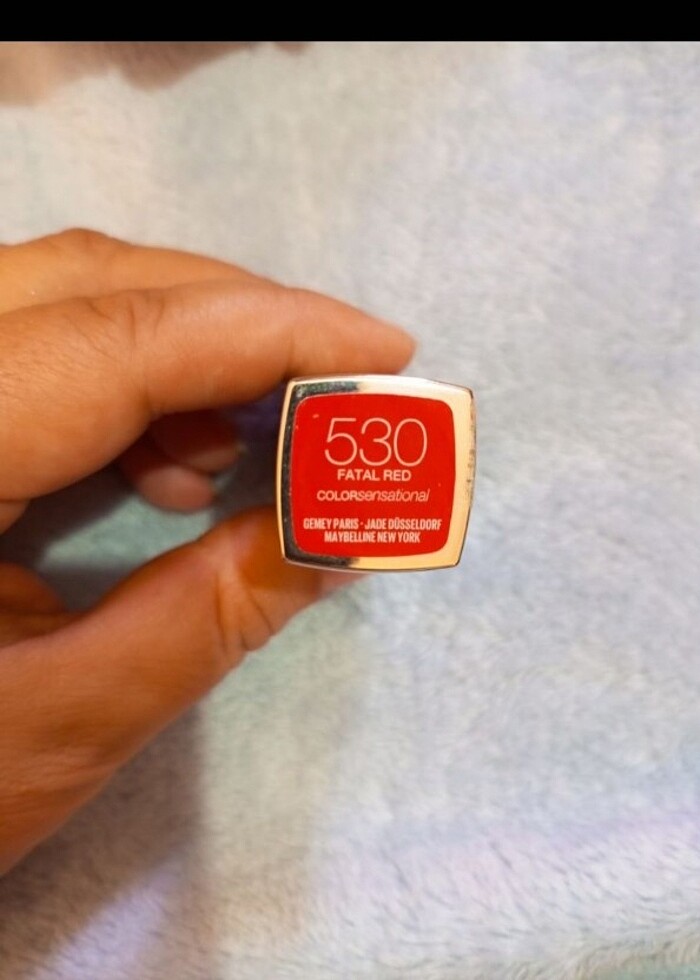 530
FATAL RED
COLORsensational
GEMEY PARIS - JADE DÜSSELDORF
MAYBELLINE NEW YORK